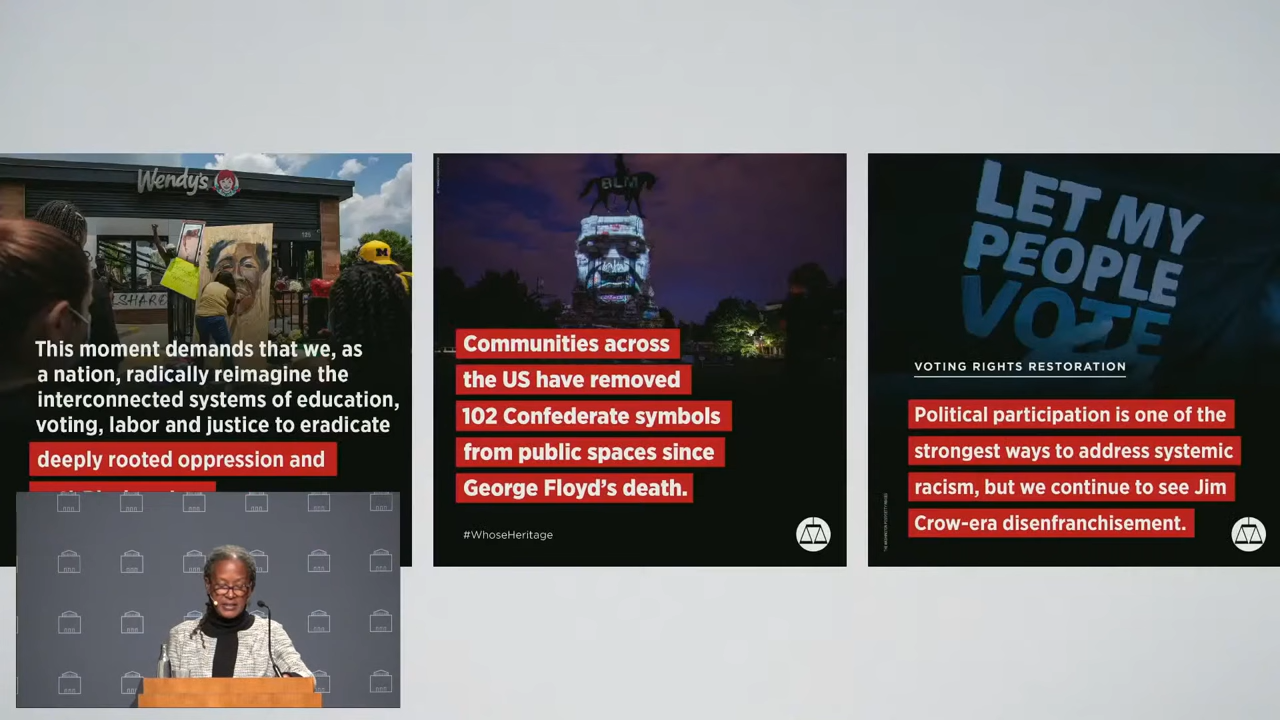 Wendy's
SHARE
This moment demands that we, as
a nation, radically reimagine the
interconnected systems of education,
voting, labor and justice to eradicate
deeply rooted oppression and
BLM
Communities across
the US have removed
102 Confederate symbols
from public spaces since
George Floyd's death.
#WhoseHeritage
LET MY
PEOPLE
VOTE
VOTING RIGHTS RESTORATION
Political participation is one of the
strongest ways to address systemic
racism, but we continue to see Jim
Crow-era disenfranchisement.